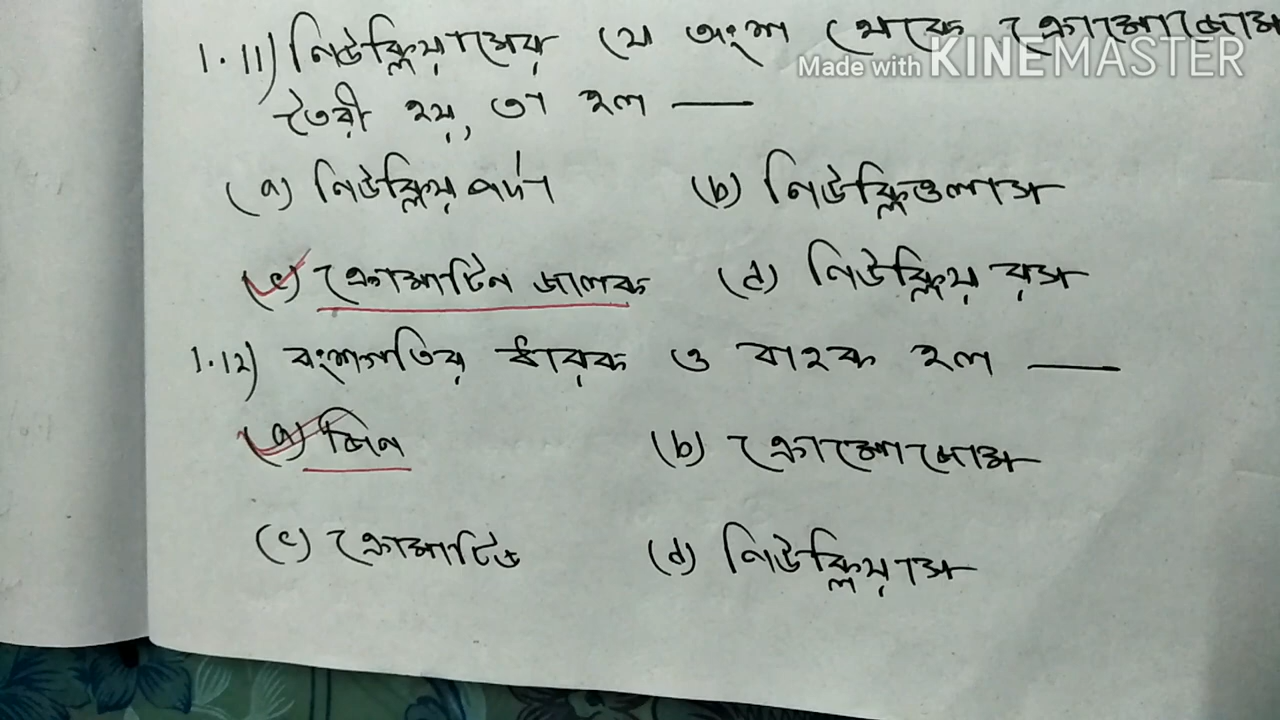 1.11) নিউক্লিয়াসের যে অংশ থেকে ক্রোমোজোম
Made with KINEMASTER
তৈরী হয়, তা হল —
(a) নিউক্লিয় পর্দা (b) নিউক্লিওলাস
(c) ক্রোমাটিন জালক (d) নিউক্লিয় রস
1.12) বংশগতির ধারক ও বাহক হল —
(a) জিন (b) ক্রোমোজোম
(c) ক্রোমাটিড (d) নিউক্লিয়াস